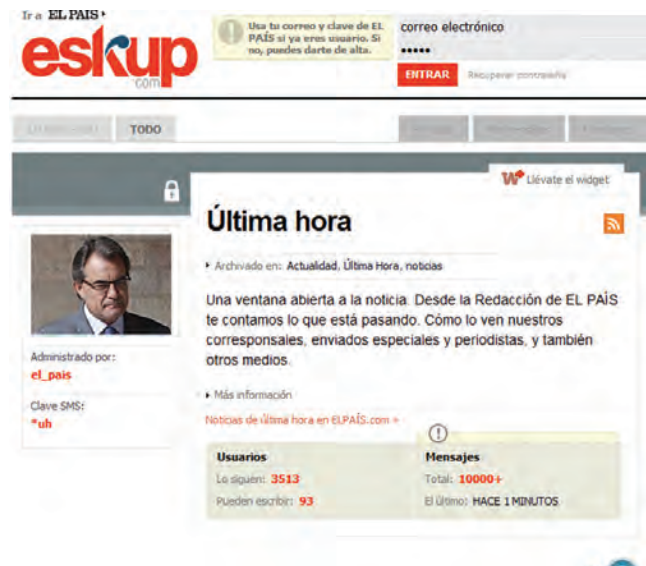 Ir a EL PAIS
eskup
.com
Usa tu correo y clave de EL
PAÍS si ya eres usuario. Si
no, puedes darte de alta.
correo electrónico
•••••
ENTRAR Recuperar contraseña
TODO
Llévate el widget
Última hora
Archivado en: Actualidad, Última Hora, noticias
Una ventana abierta a la noticia. Desde la Redacción de EL PAÍS
te contamos lo que está pasando. Cómo lo ven nuestros
corresponsales, enviados especiales y periodistas, y también
otros medios.
Administrado por:
el_pais
Clave SMS:
*uh
Más información
Noticias de última hora en ELPAÍS.com »
Usuarios
Lo siguen: 3513
Pueden escribir: 93
Mensajes
Total: 10000+
El último: HACE 1 MINUTOS